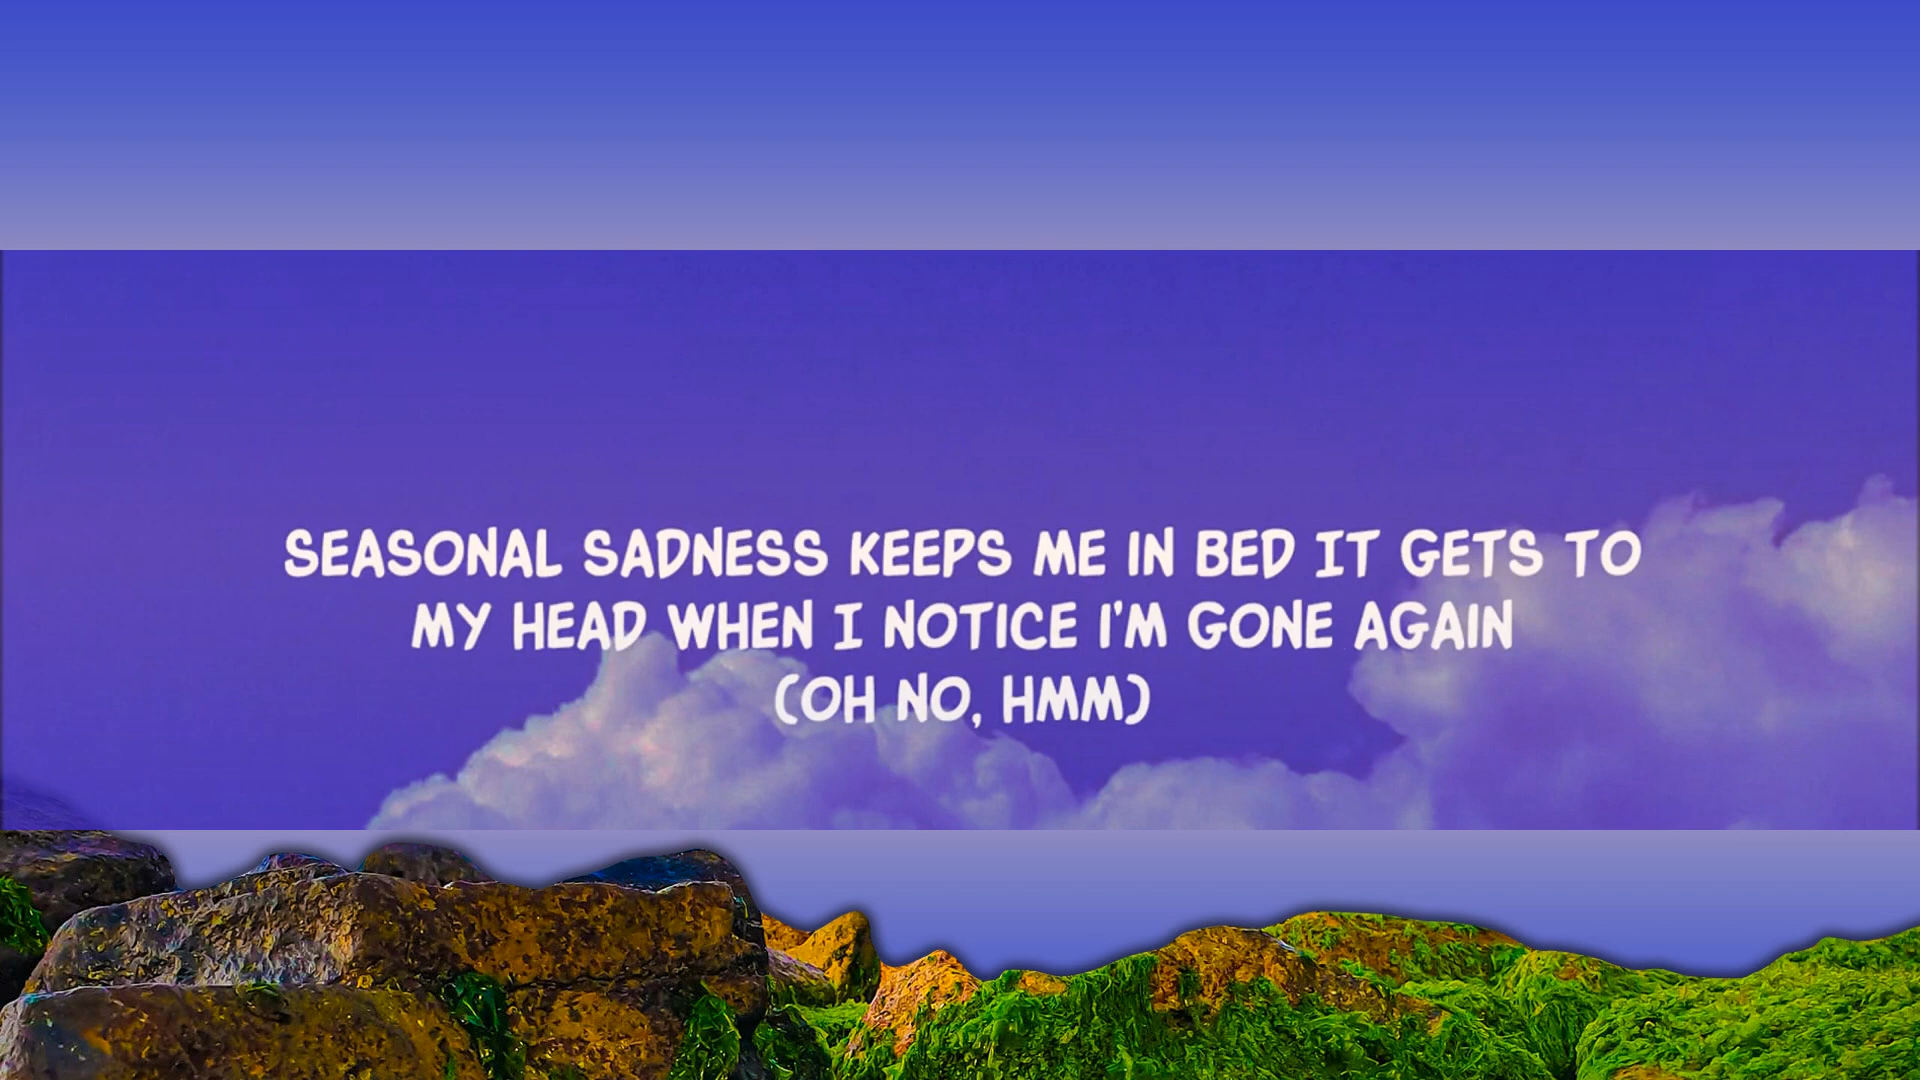 SEASONAL SADNESS KEEPS ME IN BED IT GETS TO
MY HEAD WHEN I NOTICE I'M GONE AGAIN
(OH NO, HMM)